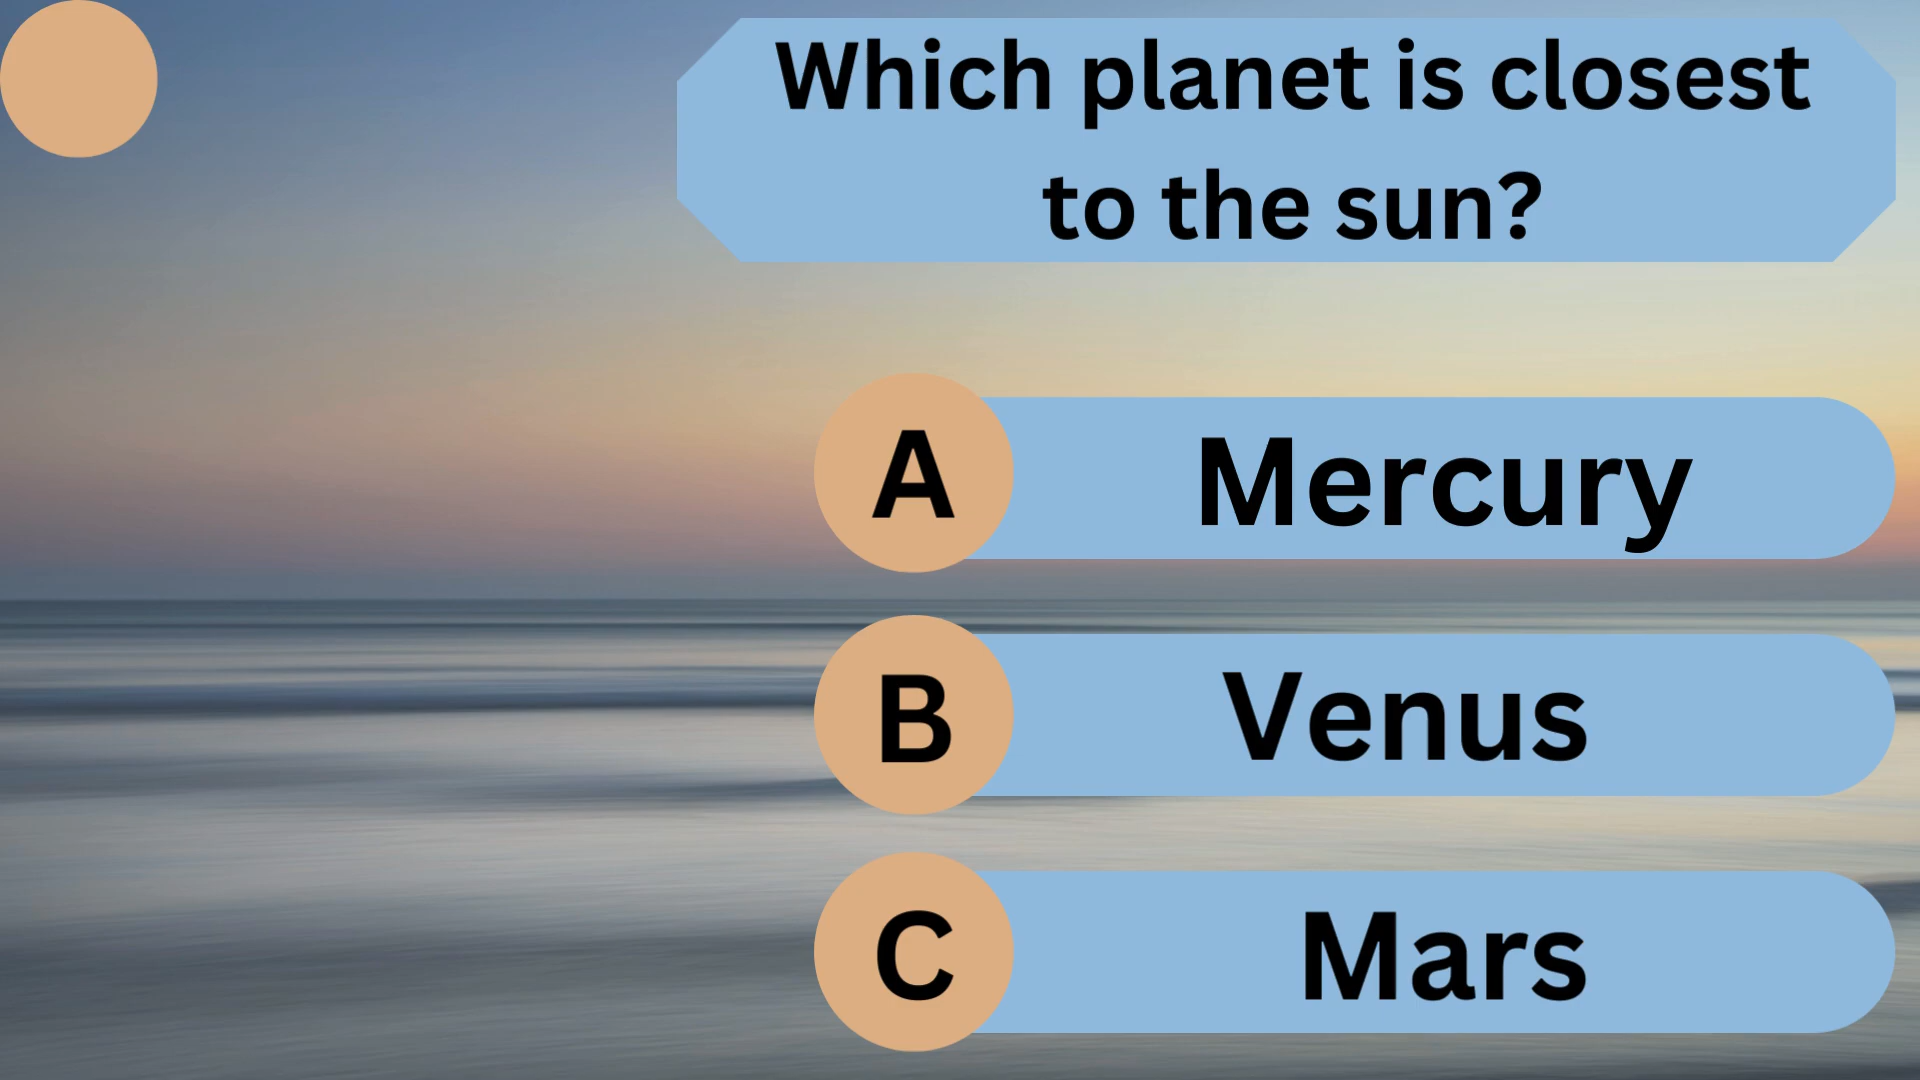 Which planet is closest
to the sun?
A Mercury
B Venus
C Mars